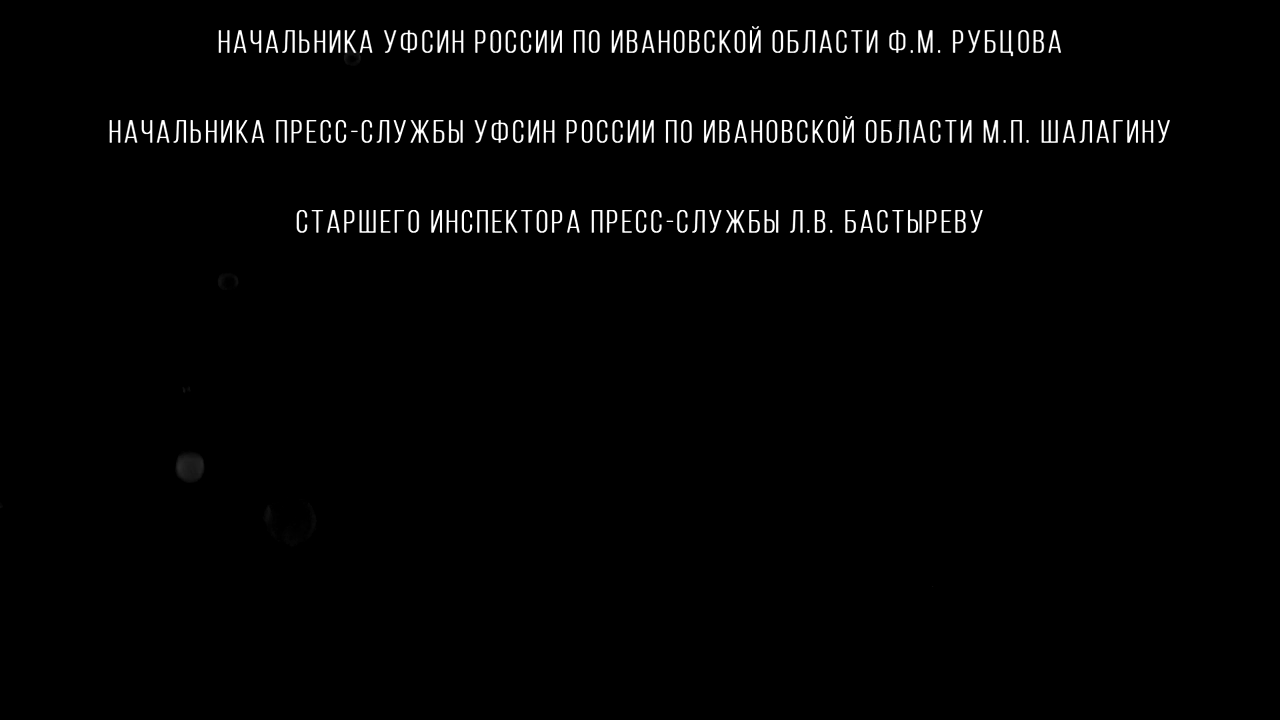 НАЧАЛЬНИКА УФСИН РОССИИ ПО ИВАНОВСКОЙ ОБЛАСТИ Ф.М. РУБЦОВА
НАЧАЛЬНИКА ПРЕСС-СЛУЖБЫ УФСИН РОССИИ ПО ИВАНОВСКОЙ ОБЛАСТИ М.П. ШАЛАГИНУ
СТАРШЕГО ИНСПЕКТОРА ПРЕСС-СЛУЖБЫ Л.В. БАСТЫРЕВУ